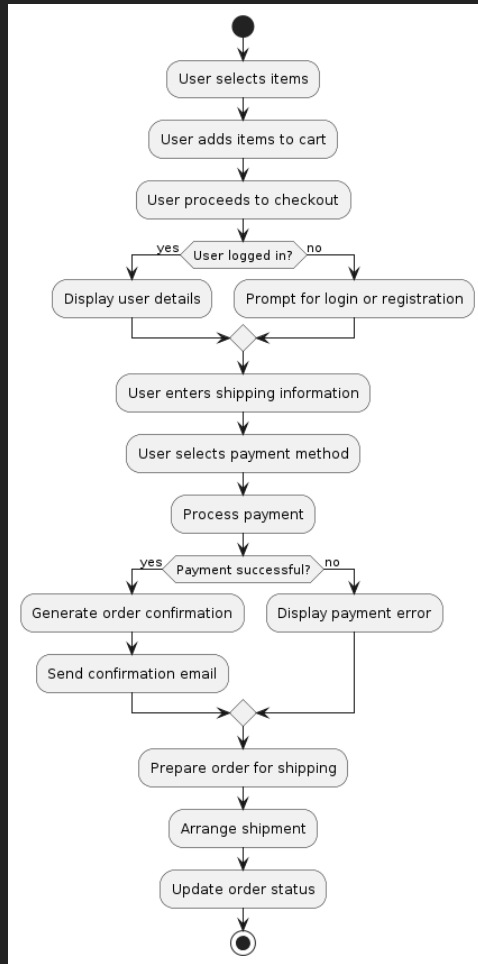 User selects items
User adds items to cart
User proceeds to checkout
yes
User logged in?
no
Display user details
Prompt for login or registration
User enters shipping information
User selects payment method
Process payment
yes
Payment successful?
no
Generate order confirmation
Display payment error
Send confirmation email
Prepare order for shipping
Arrange shipment
Update order status